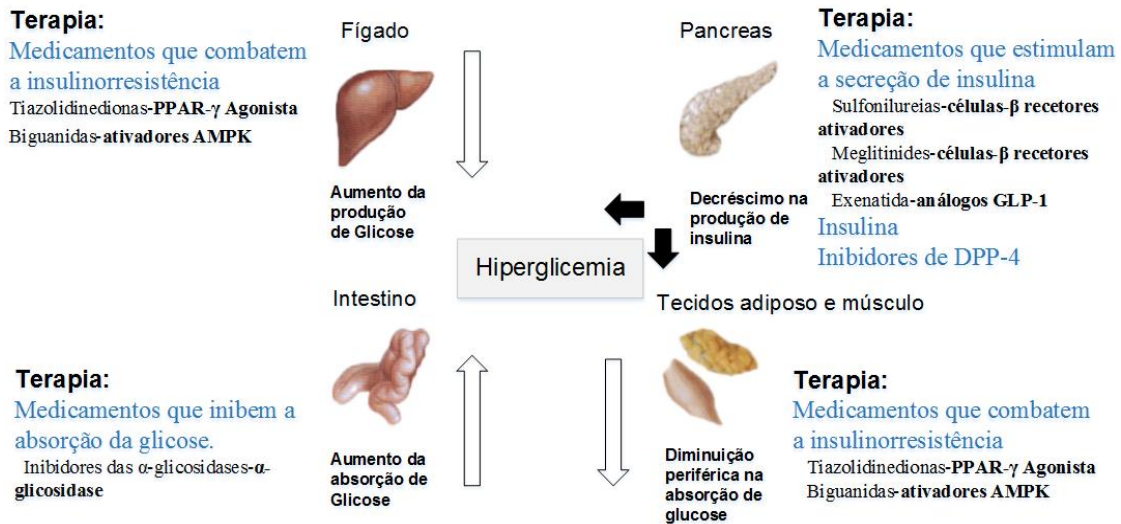 Terapia:
Medicamentos que combatem
a insulinorresistência
Tiazolidinedionas-PPAR-γ Agonista
Biguanidas-ativadores AMPK
Fígado
Aumento da
produção
de Glicose
Pancreas
Decréscimo na
produção de
insulina
Terapia:
Medicamentos que estimulam
a secreção de insulina
Sulfonilureias-células-β recetores
ativadores
Meglitinides-células-β recetores
ativadores
Exenatida-análogos GLP-1
Insulina
Inibidores de DPP-4
Hiperglicemia
Terapia:
Medicamentos que inibem a
absorção da glicose.
Inibidores das α-glicosidases-α-
glicosidase
Intestino
Aumento da
absorção de
Glicose
Tecidos adiposo e músculo
Diminuição
periférica na
absorção de
glucose
Terapia:
Medicamentos que combatem
a insulinorresistência
Tiazolidinedionas-PPAR-γ Agonista
Biguanidas-ativadores AMPK